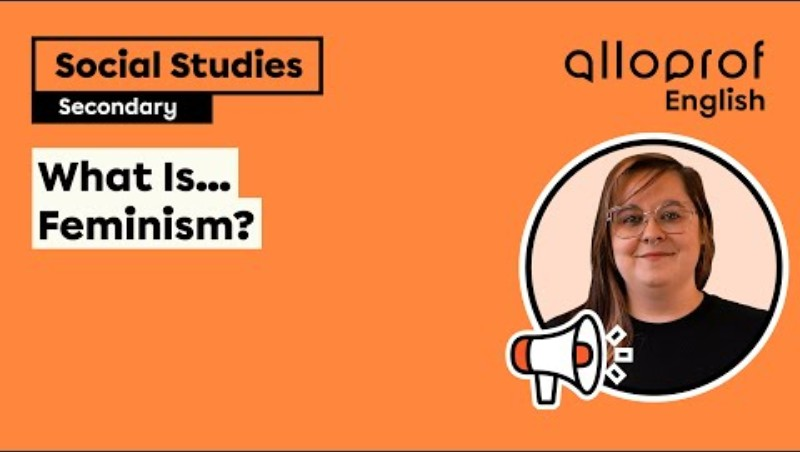 Social Studies
Secondary
alloprof
English
What Is...
Feminism?